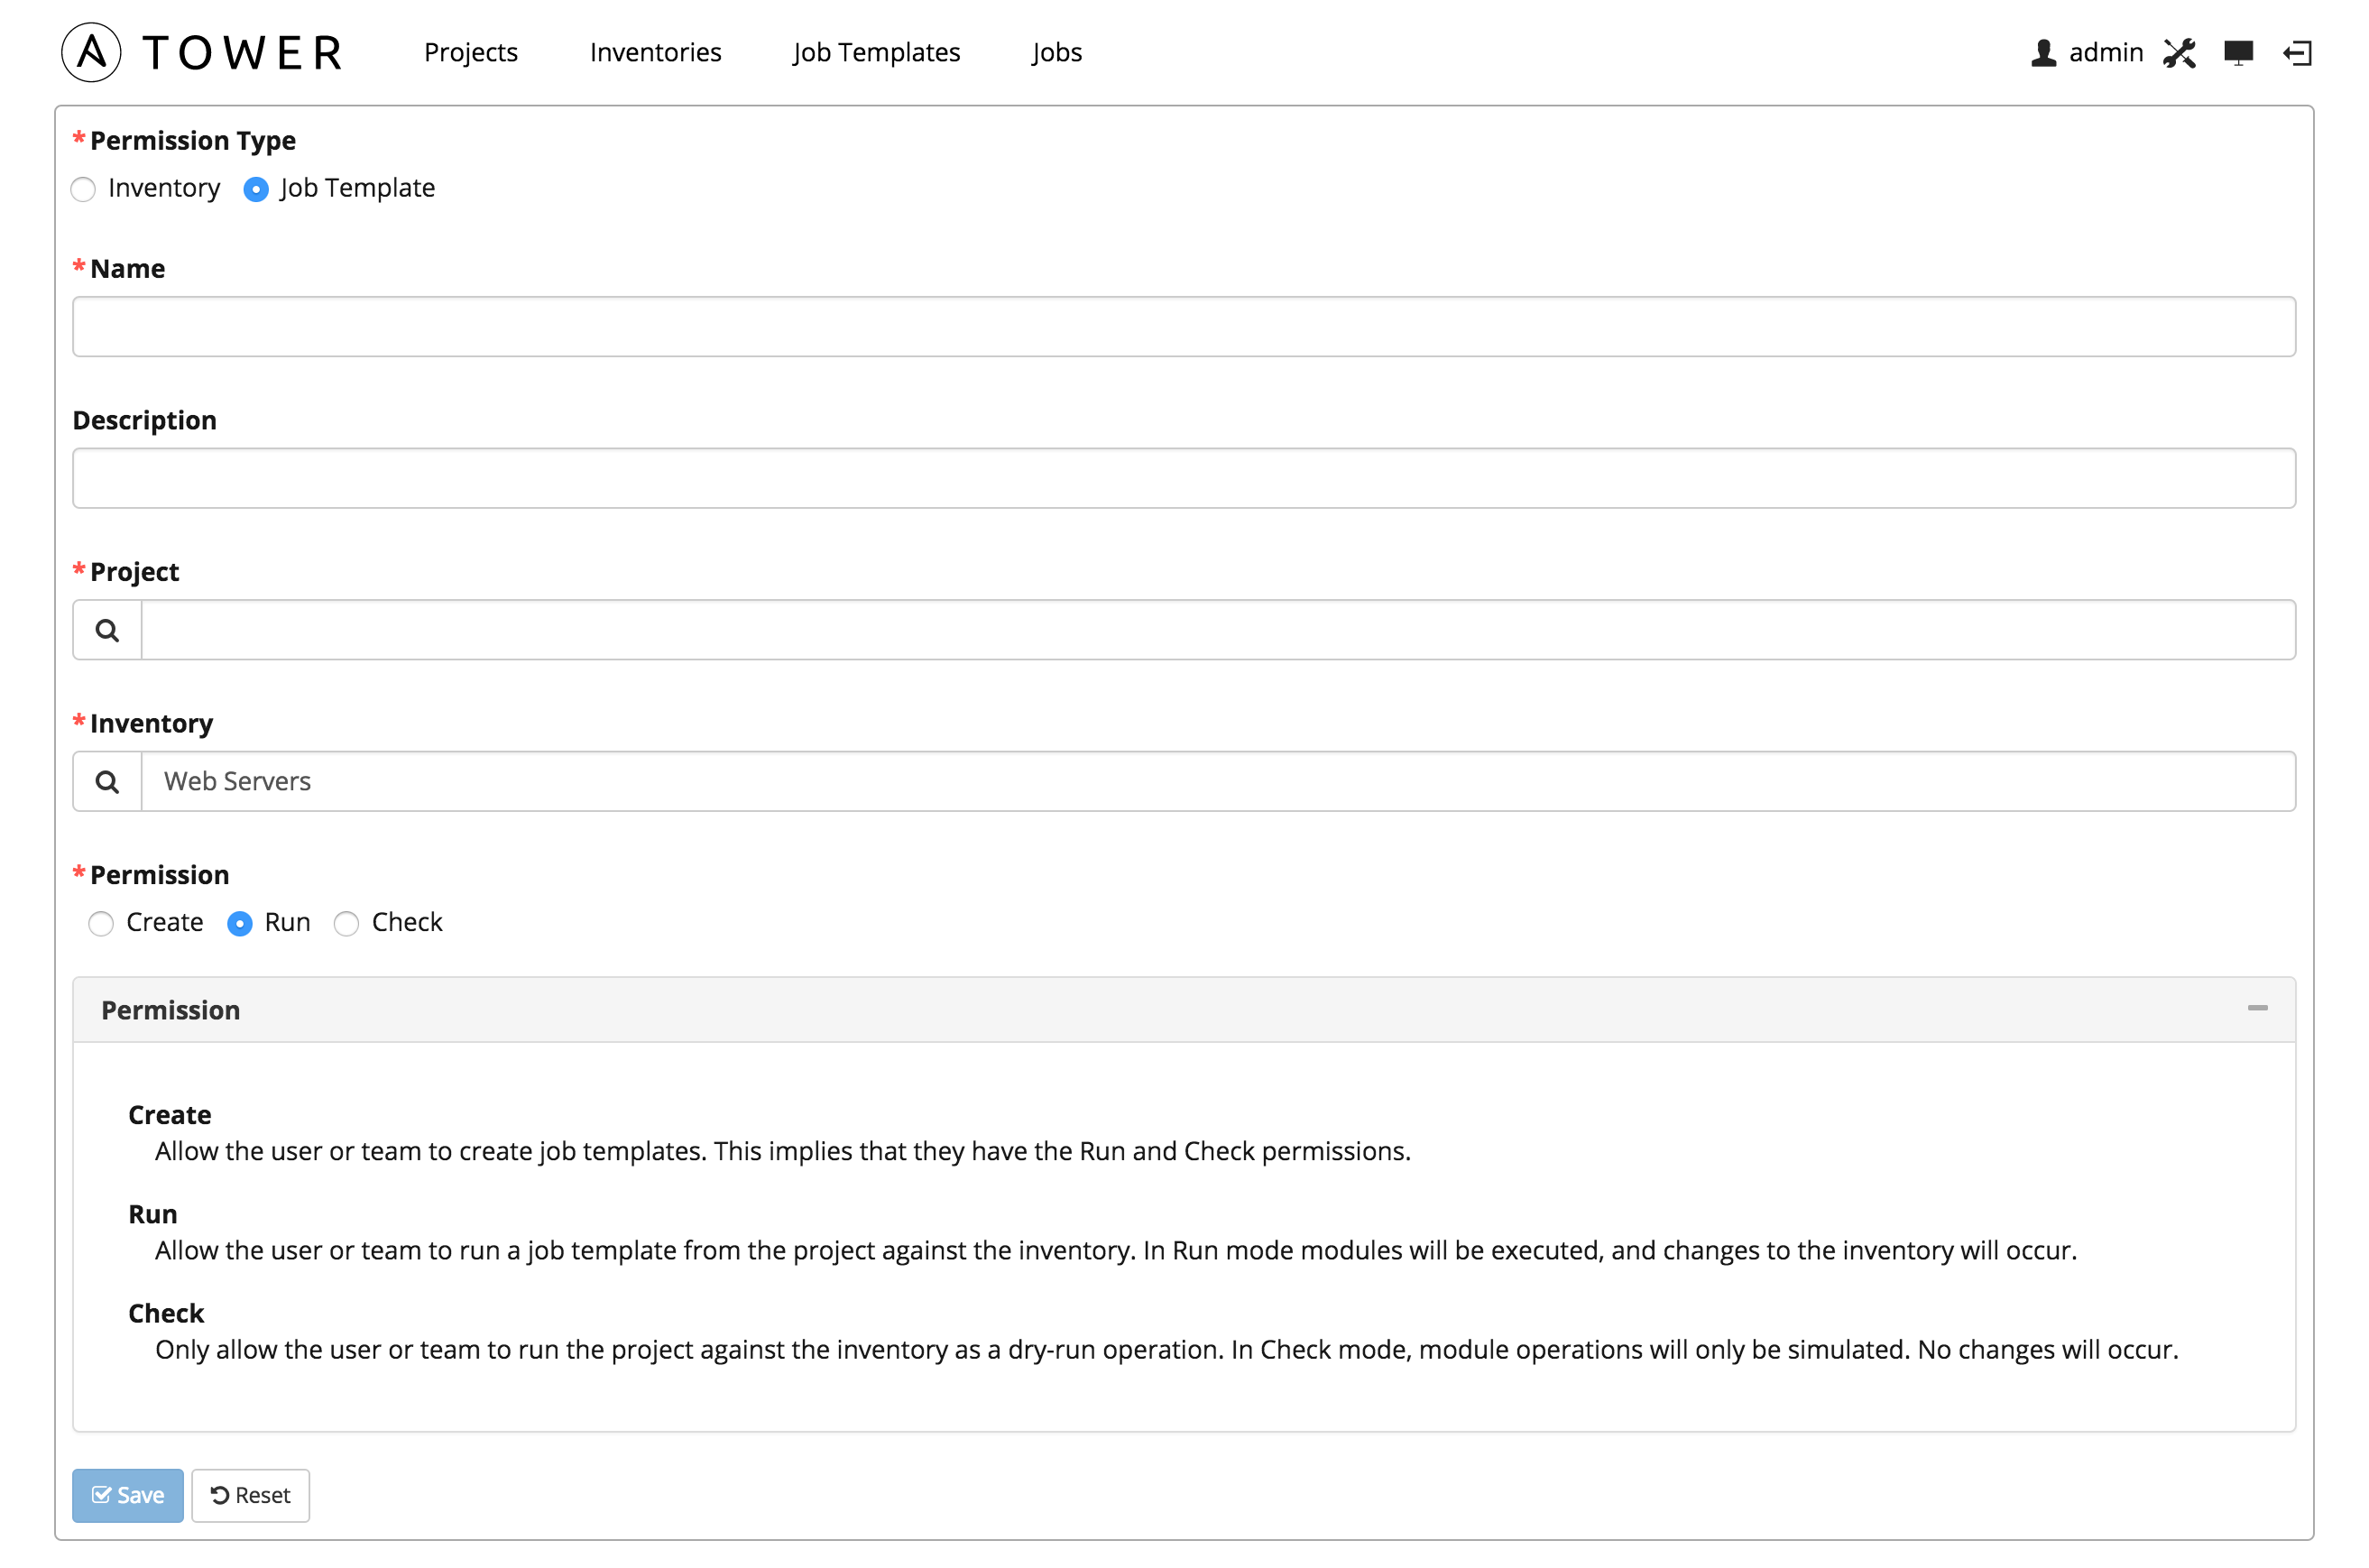 A TOWER Projects Inventories Job Templates Jobs admin
* Permission Type
Inventory Job Template
* Name
Description
* Project
* Inventory
Web Servers
* Permission
Create Run Check
Permission
Create
Allow the user or team to create job templates. This implies that they have the Run and Check permissions.
Run
Allow the user or team to run a job template from the project against the inventory. In Run mode modules will be executed, and changes to the inventory will occur.
Check
Only allow the user or team to run the project against the inventory as a dry-run operation. In Check mode, module operations will only be simulated. No changes will occur.
Save Reset